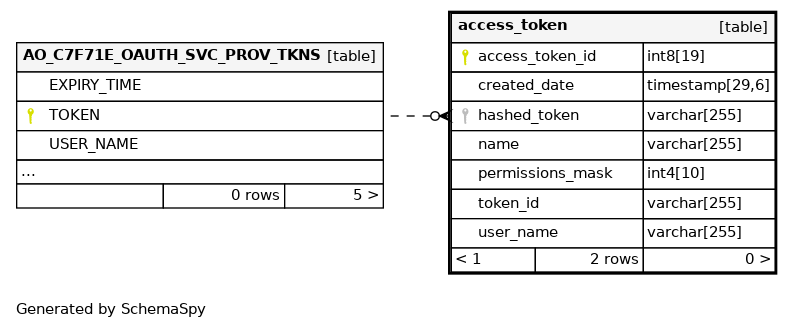 AO_C7F71E_OAUTH_SVC_PROV_TKNS [table]
EXPIRY_TIME
TOKEN
USER_NAME
...
0 rows 5 >
access_token [table]
access_token_id int8[19]
created_date timestamp[29,6]
hashed_token varchar[255]
name varchar[255]
permissions_mask int4[10]
token_id varchar[255]
user_name varchar[255]
< 1 2 rows 0 >
Generated by SchemaSpy